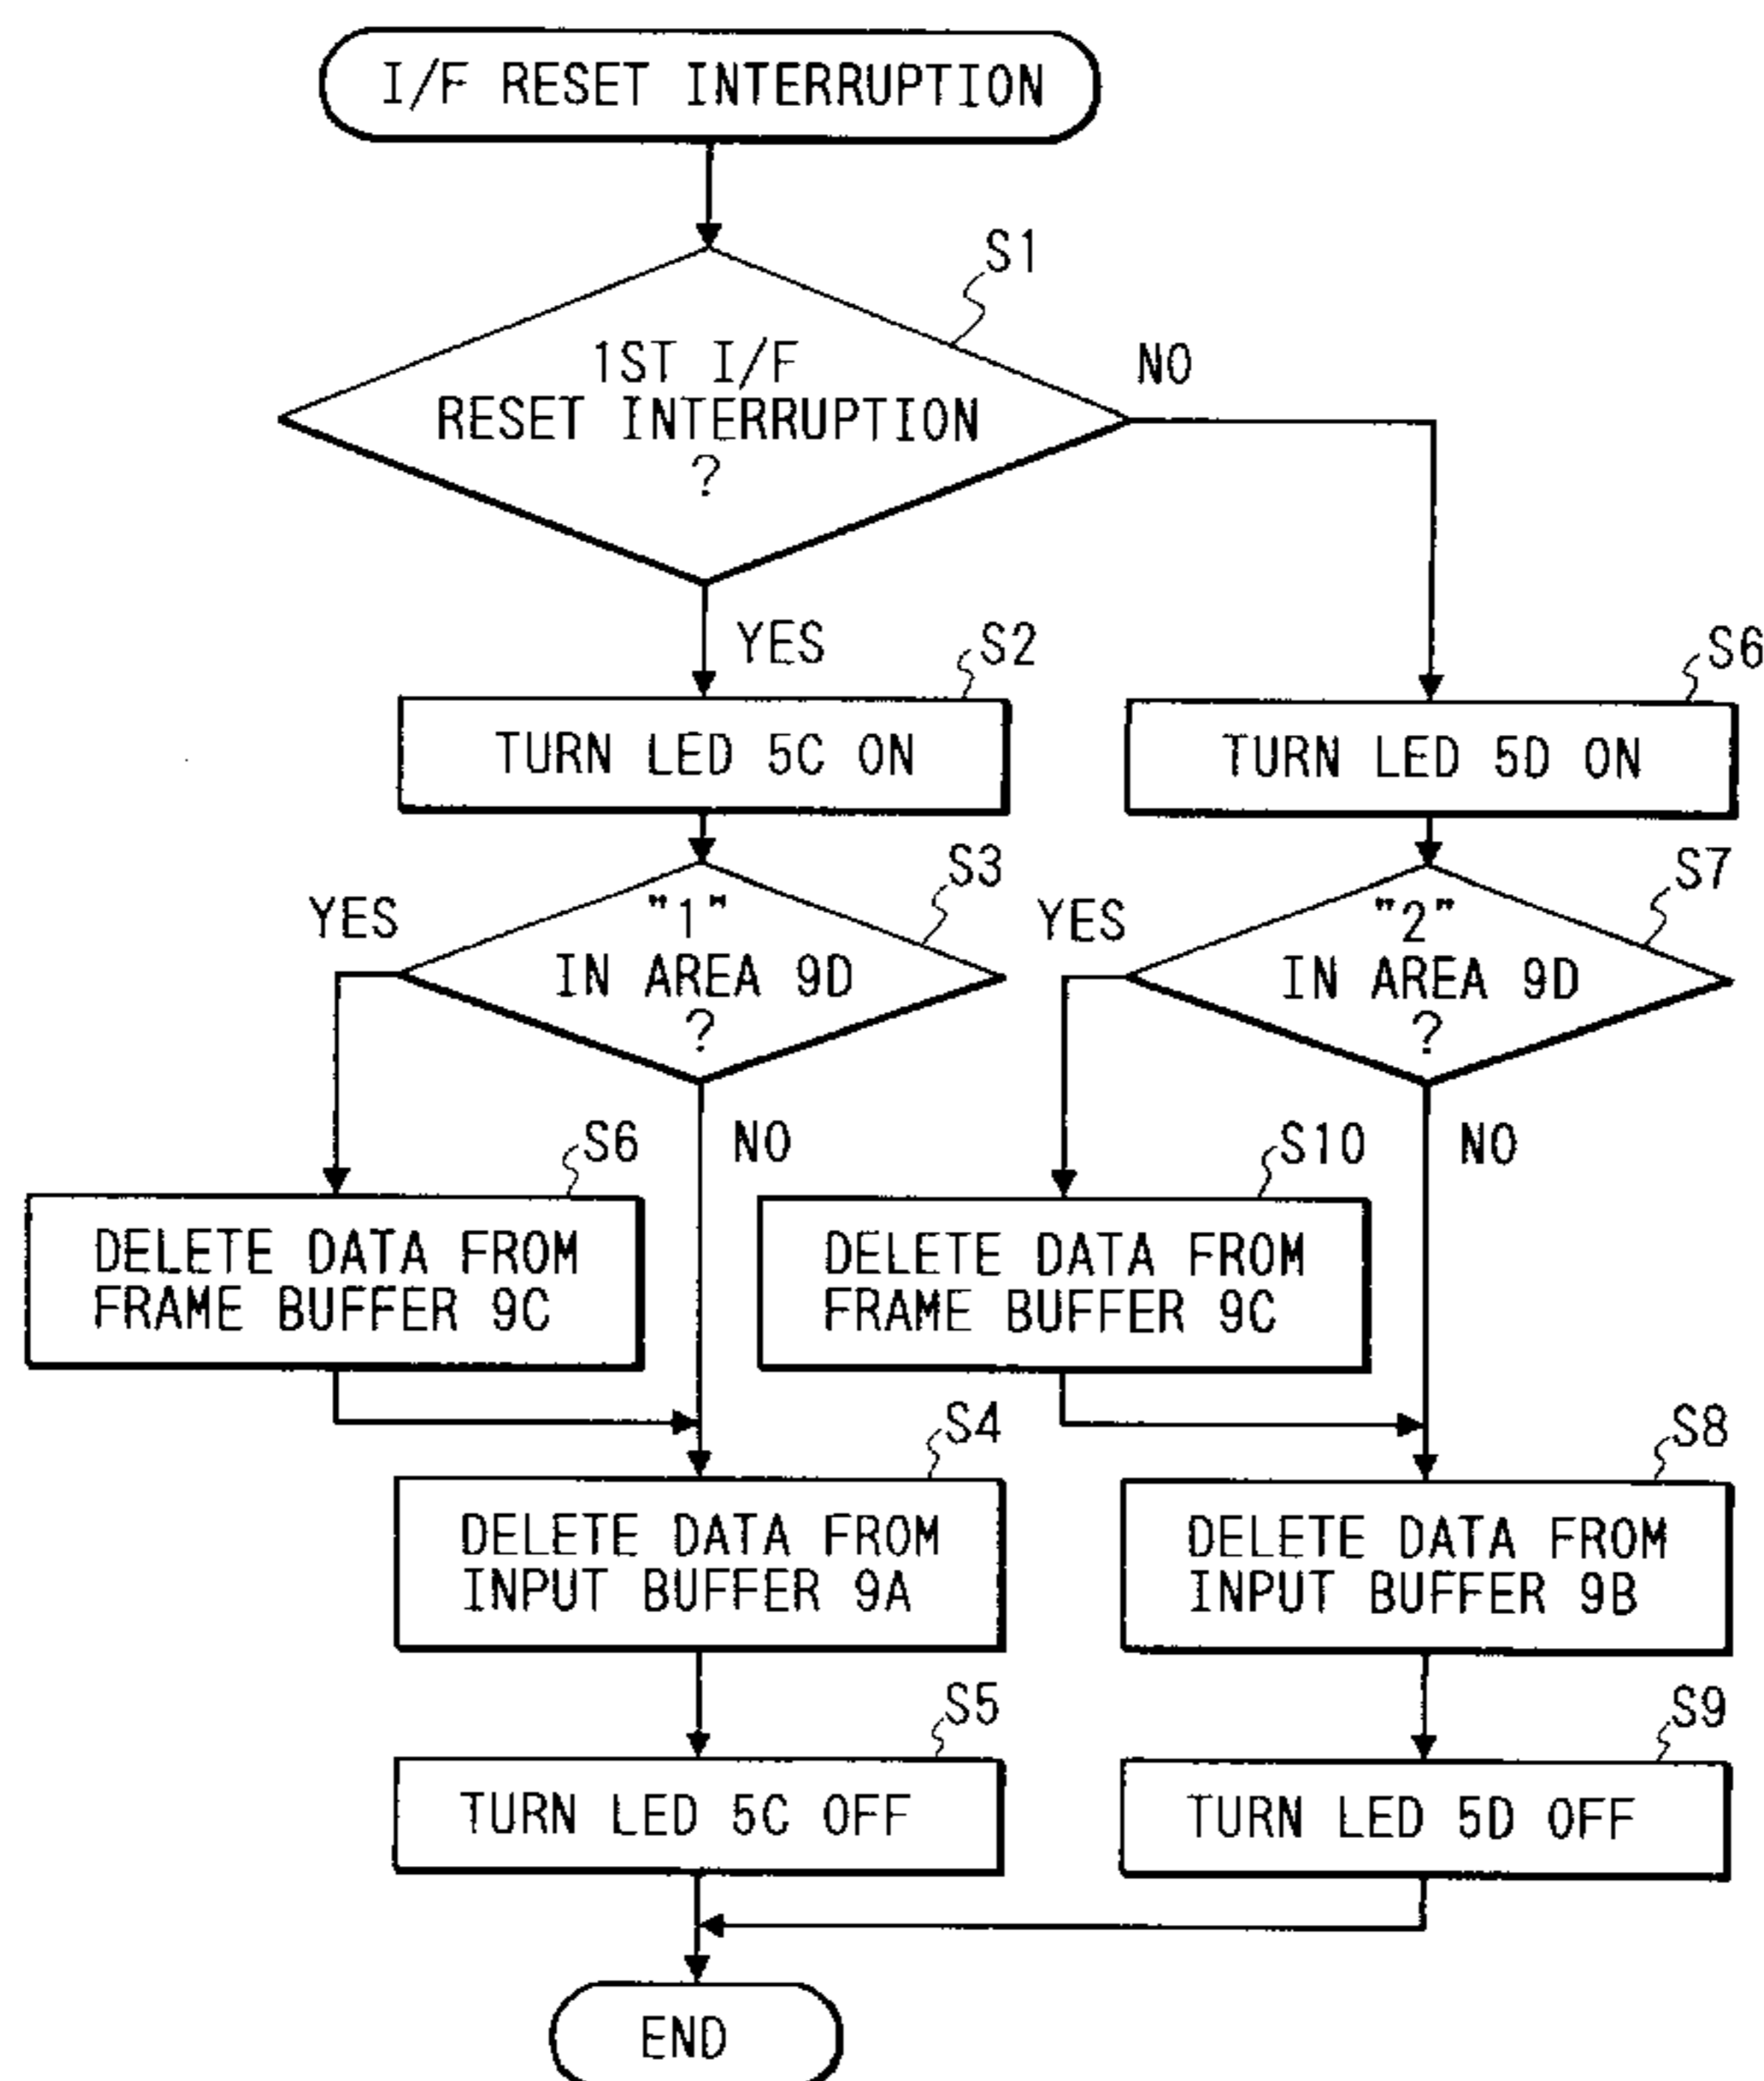 I/F RESET INTERRUPTION
S1
1ST I/F
RESET INTERRUPTION
?
NO
YES
S2
S6
TURN LED 5C ON
TURN LED 5D ON
S3
S7
YES
"1"
IN AREA 9D
?
YES
"2"
IN AREA 9D
?
S6
NO
S10
NO
DELETE DATA FROM
FRAME BUFFER 9C
DELETE DATA FROM
FRAME BUFFER 9C
S4
S8
DELETE DATA FROM
INPUT BUFFER 9A
DELETE DATA FROM
INPUT BUFFER 9B
S5
S9
TURN LED 5C OFF
TURN LED 5D OFF
END